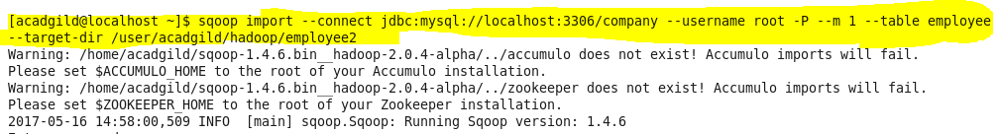 [acadgild@localhost ~]$ sqoop import --connect jdbc:mysql://localhost:3306/company --username root -P --m 1 --table employee
--target-dir /user/acadgild/hadoop/employee2
Warning: /home/acadgild/sqoop-1.4.6.bin__hadoop-2.0.4-alpha/../accumulo does not exist! Accumulo imports will fail.
Please set $ACCUMULO_HOME to the root of your Accumulo installation.
Warning: /home/acadgild/sqoop-1.4.6.bin__hadoop-2.0.4-alpha/../zookeeper does not exist! Accumulo imports will fail.
Please set $ZOOKEEPER_HOME to the root of your Zookeeper installation.
2017-05-16 14:58:00,509 INFO  [main] sqoop.Sqoop: Running Sqoop version: 1.4.6